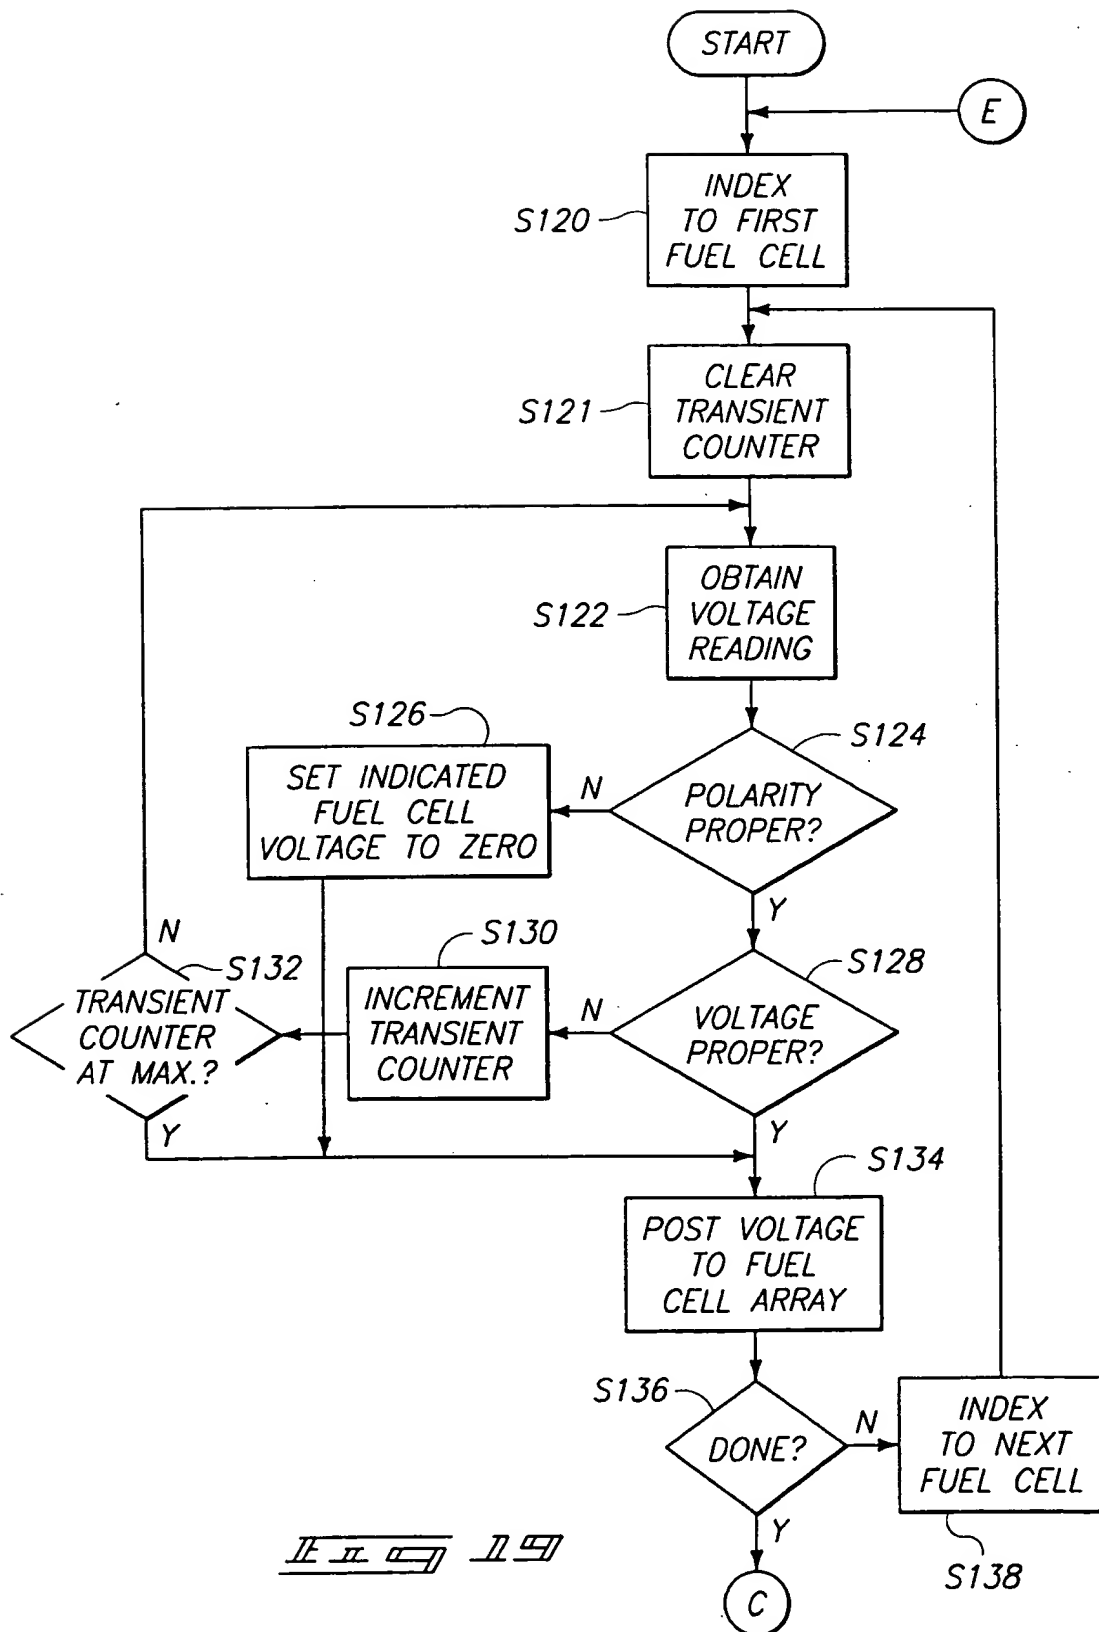 START
E
INDEX
TO FIRST
FUEL CELL
S120
CLEAR
TRANSIENT
COUNTER
S121
OBTAIN
VOLTAGE
READING
S122
S126
S124
SET INDICATED
FUEL CELL
VOLTAGE TO ZERO
N
POLARITY
PROPER?
Y
N
S132
S130
S128
TRANSIENT
COUNTER
AT MAX.?
INCREMENT
TRANSIENT
COUNTER
N
VOLTAGE
PROPER?
Y
Y
S134
POST VOLTAGE
TO FUEL
CELL ARRAY
S136
DONE?
N
INDEX
TO NEXT
FUEL CELL
Y
S138
C
FIG 19